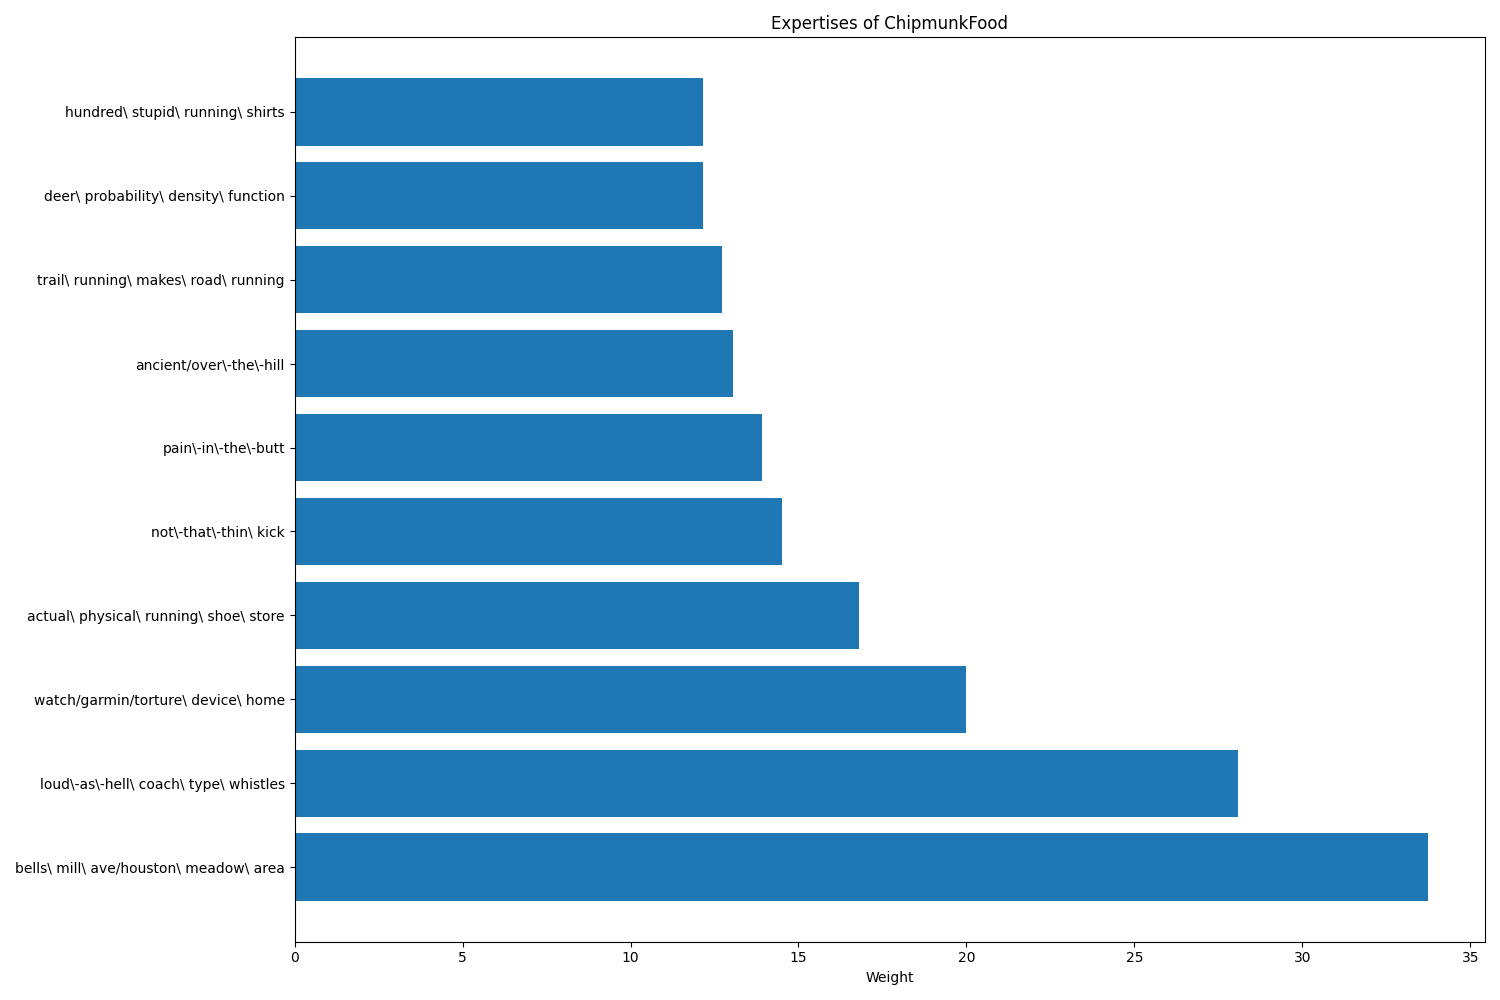 Expertises of ChipmunkFood
hundred\ stupid\ running\ shirts
deer\ probability\ density\ function
trail\ running\ makes\ road\ running
ancient/over\-the\-hill
pain\-in\-the\-butt
not\-that\-thin\ kick
actual\ physical\ running\ shoe\ store
watch/garmin/torture\ device\ home
loud\-as\-hell\ coach\ type\ whistles
bells\ mill\ ave/houston\ meadow\ area
0 5 10 15 20 25 30 35
Weight